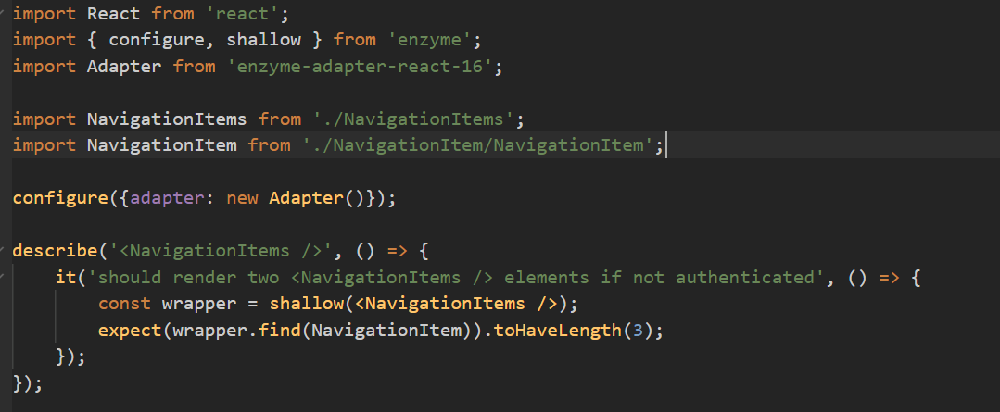 import React from 'react';
import { configure, shallow } from 'enzyme';
import Adapter from 'enzyme-adapter-react-16';
import NavigationItems from './NavigationItems';
import NavigationItem from './NavigationItem/NavigationItem';
configure({adapter: new Adapter()});
describe('<NavigationItems />', () => {
    it('should render two <NavigationItems /> elements if not authenticated', () => {
        const wrapper = shallow(<NavigationItems />);
        expect(wrapper.find(NavigationItem)).toHaveLength(3);
    });
});